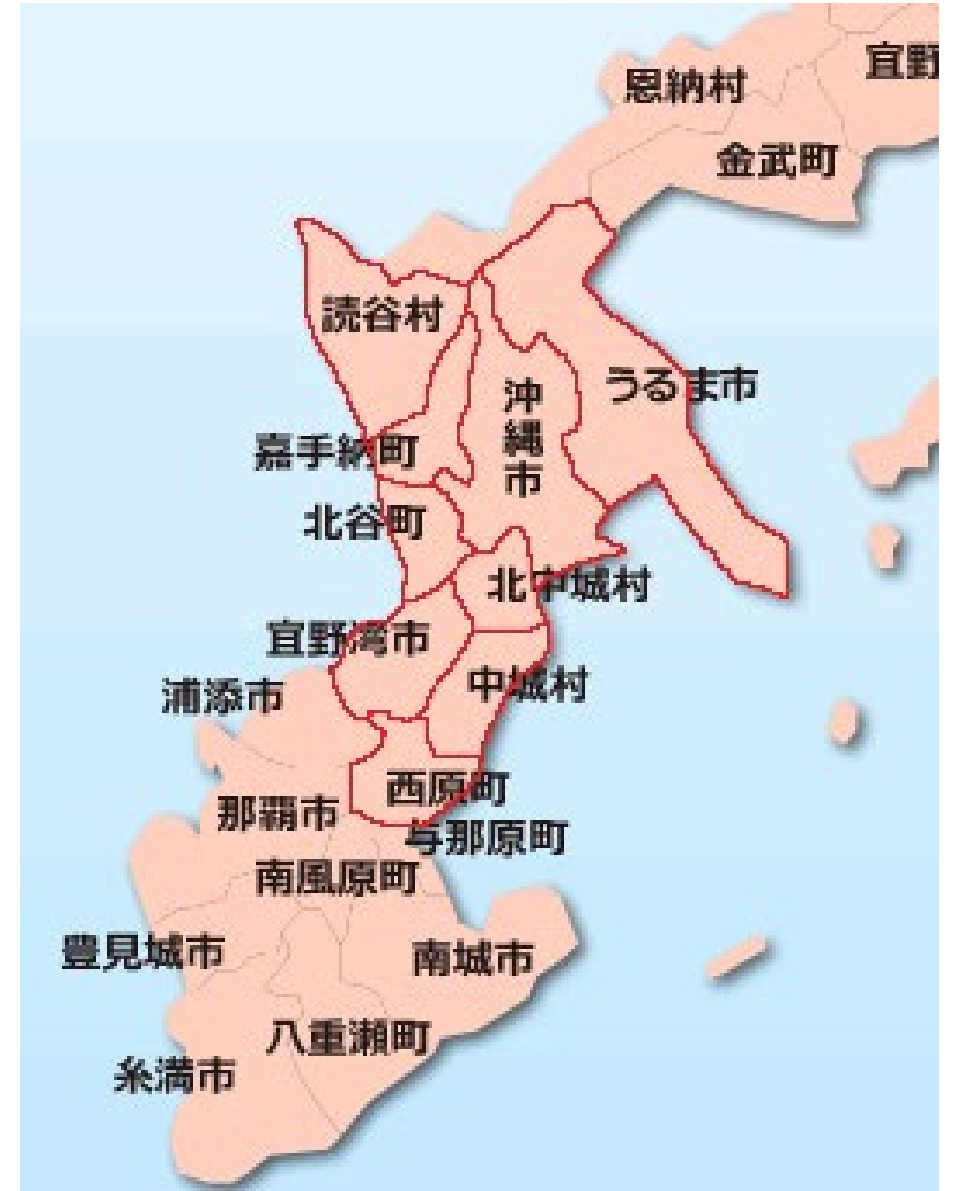 恩納村
宜野
金武町
読谷村
うるま市
沖縄市
嘉手納町
北谷町
北中城村
宜野湾市
中城村
浦添市
西原町
那覇市
与那原町
南風原町
豊見城市
南城市
八重瀬町
糸満市